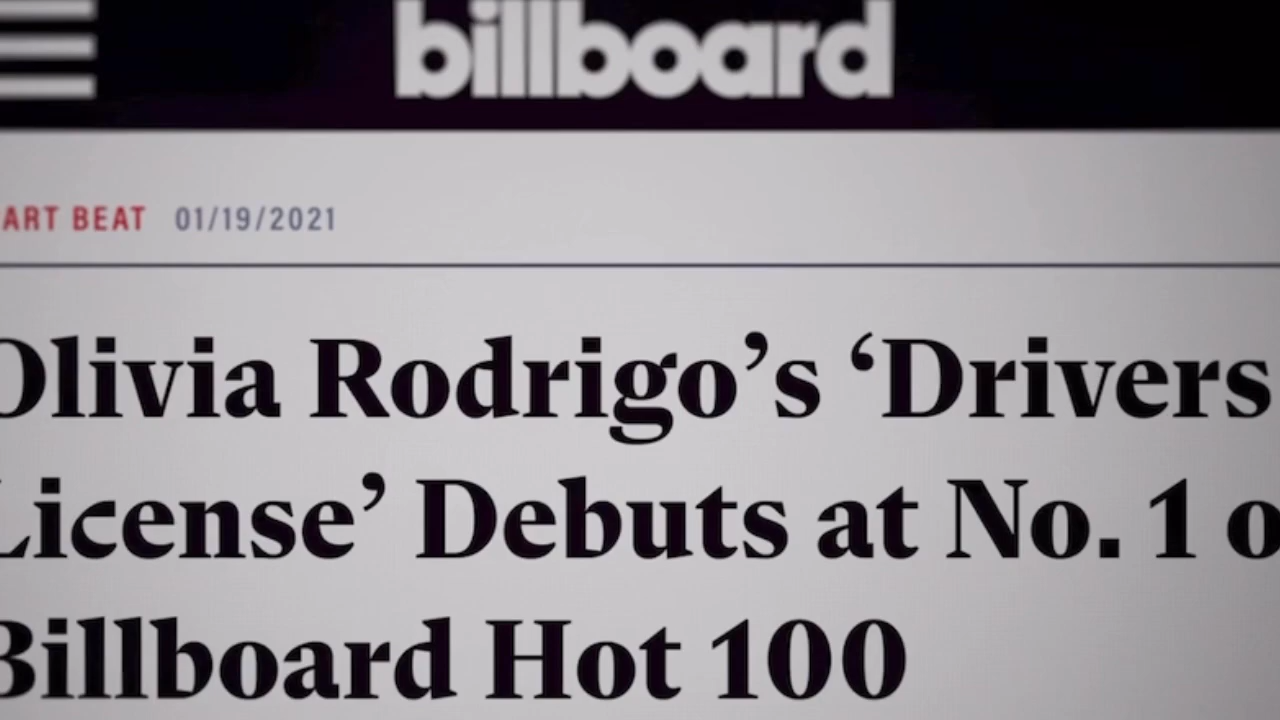 billboard
ART BEAT 01/19/2021
Olivia Rodrigo’s ‘Drivers
License’ Debuts at No. 1 o
Billboard Hot 100